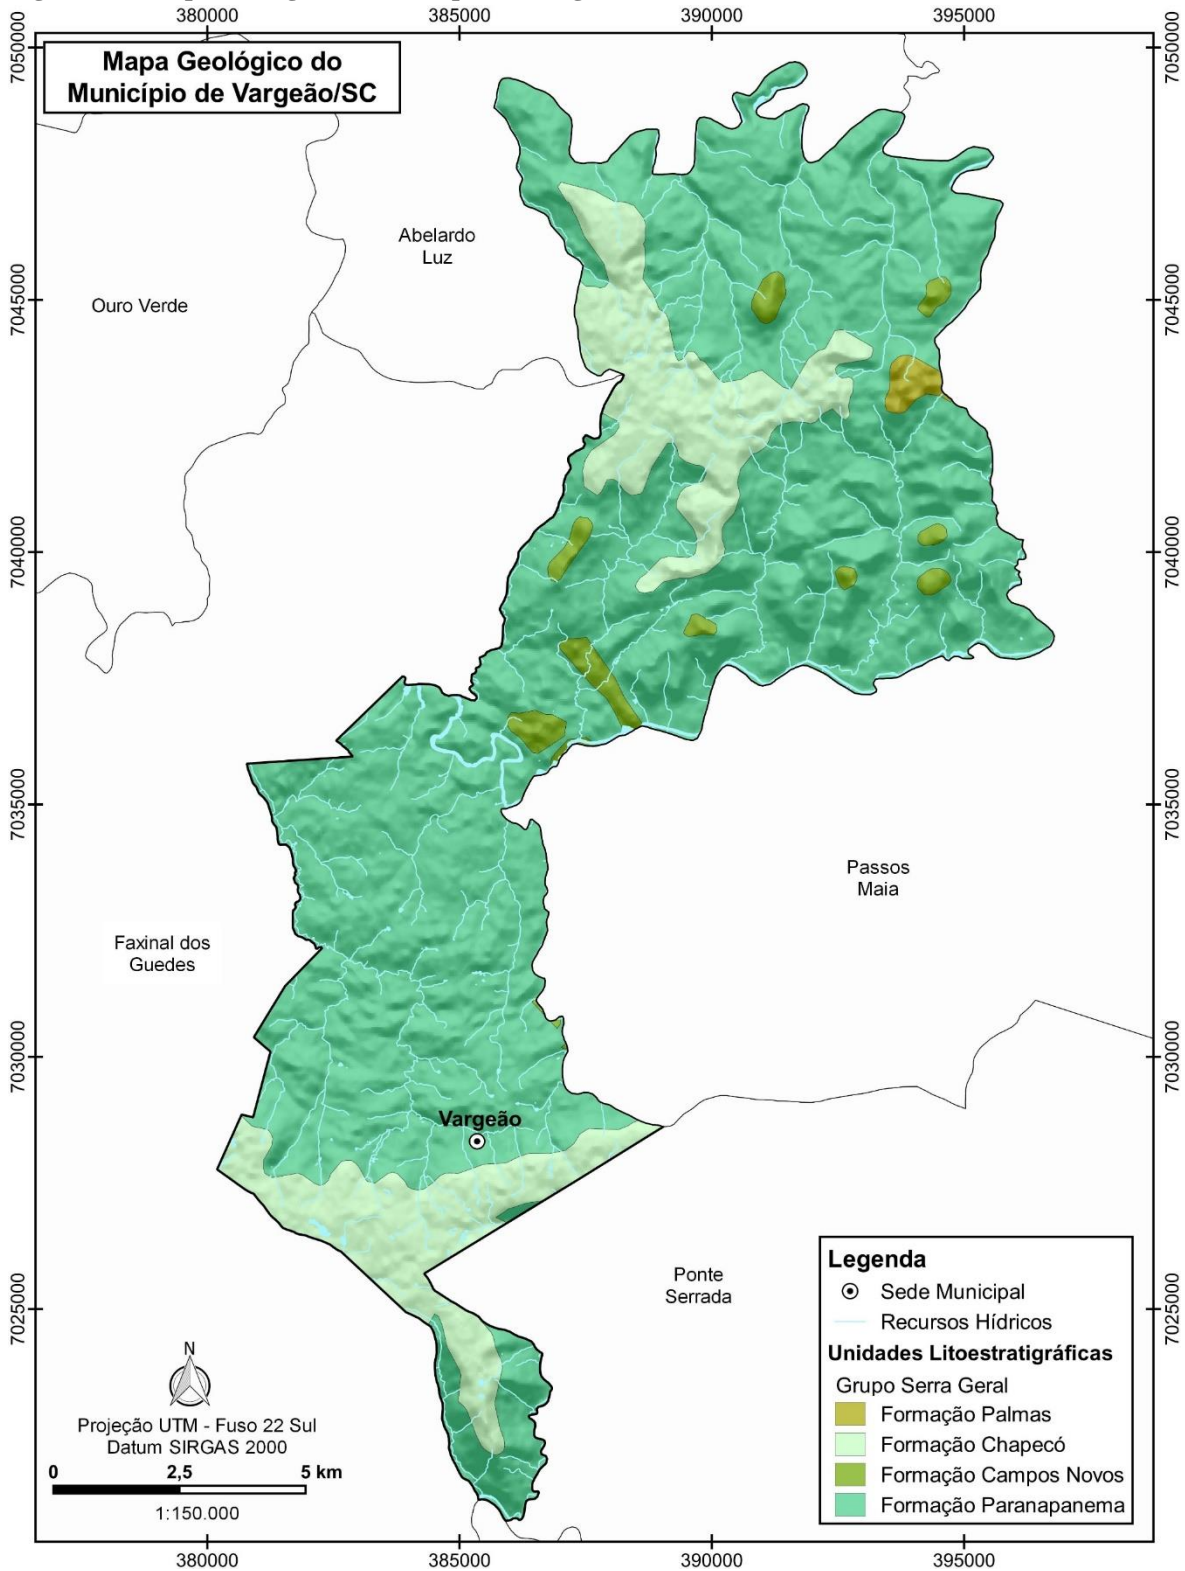 380000
385000
390000
395000
7050000
7050000
Mapa Geológico do
Município de Vargeão/SC
Abelardo
Luz
Ouro Verde
7045000
7045000
7040000
7040000
7035000
7035000
Passos
Maia
Faxinal dos
Guedes
7030000
7030000
Vargeão
Ponte
Serrada
7025000
7025000
Legenda
Sede Municipal
Recursos Hídricos
Unidades Litoestratigráficas
Grupo Serra Geral
Formação Palmas
Formação Chapecó
Formação Campos Novos
Formação Paranapanema
N
Projeção UTM - Fuso 22 Sul
Datum SIRGAS 2000
0 2,5 5 km
1:150.000
380000
385000
390000
395000